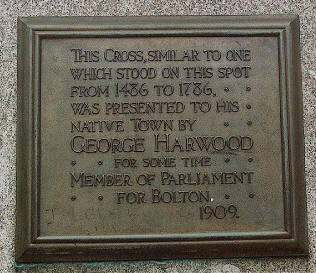 This Cross, similar to one
which stood on this spot
from 1486 to 1786,
was presented to his
native Town by
George Harwood
for some time
Member of Parliament
for Bolton.
1909.